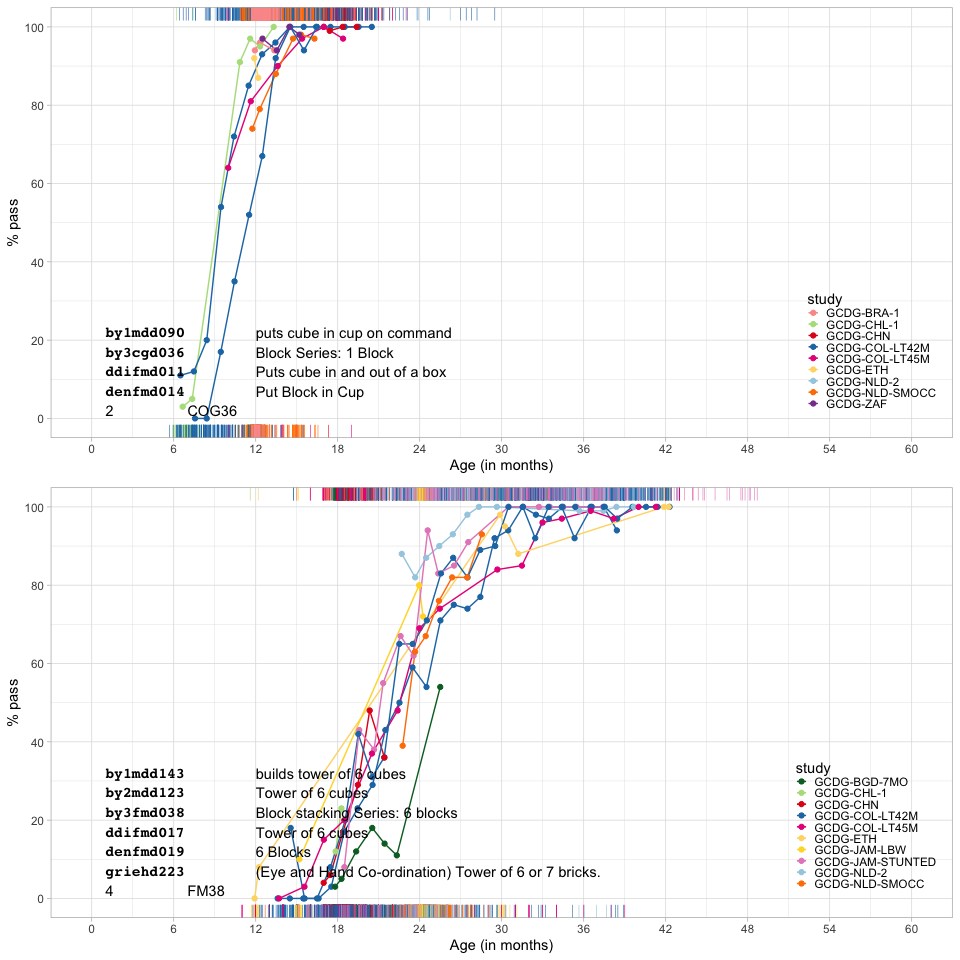 100
80
60
40
20
0
% pass
by1mdd090 puts cube in cup on command
by3cgd036 Block Series: 1 Block
ddifmd011 Puts cube in and out of a box
denfmd014 Put Block in Cup
2 COG36
study
GCDG-BRA-1
GCDG-CHL-1
GCDG-CHN
GCDG-COL-LT42M
GCDG-COL-LT45M
GCDG-ETH
GCDG-NLD-2
GCDG-NLD-SMOCC
GCDG-ZAF
0 6 12 18 24 30 36 42 48 54 60
Age (in months)
100
80
60
40
20
0
% pass
by1mdd143 builds tower of 6 cubes
by2mdd123 Tower of 6 cubes
by3fmd038 Block stacking Series: 6 blocks
ddifmd017 Tower of 6 cubes
denfmd019 6 Blocks
griehd223 (Eye and Hand Co-ordination) Tower of 6 or 7 bricks.
4 FM38
study
GCDG-BGD-7MO
GCDG-CHL-1
GCDG-CHN
GCDG-COL-LT42M
GCDG-COL-LT45M
GCDG-ETH
GCDG-JAM-LBW
GCDG-JAM-STUNTED
GCDG-NLD-2
GCDG-NLD-SMOCC
0 6 12 18 24 30 36 42 48 54 60
Age (in months)